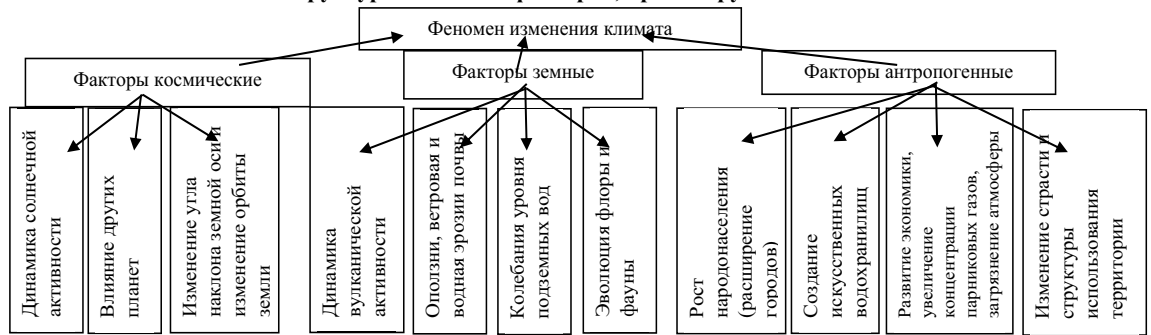 Феномен изменения климата
Факторы космические
Факторы земные
Факторы антропогенные
Динамика солнечной
активности
Влияние других
планет
Изменение угла
наклона земной оси и
изменение орбиты
земли
Динамика
вулканической
активности
Оползни, ветровая и
водная эрозии почвы
Колебания уровня
подземных вод
Эволюция флоры и
фауны
Рост
народонаселения
(расширение
городов)
Создание
искусственных
водохранилищ
Развитие экономики,
увеличение
концентрации
парниковых газов,
загрязнение атмосферы
Изменение страсти и
структуры
использования
территории